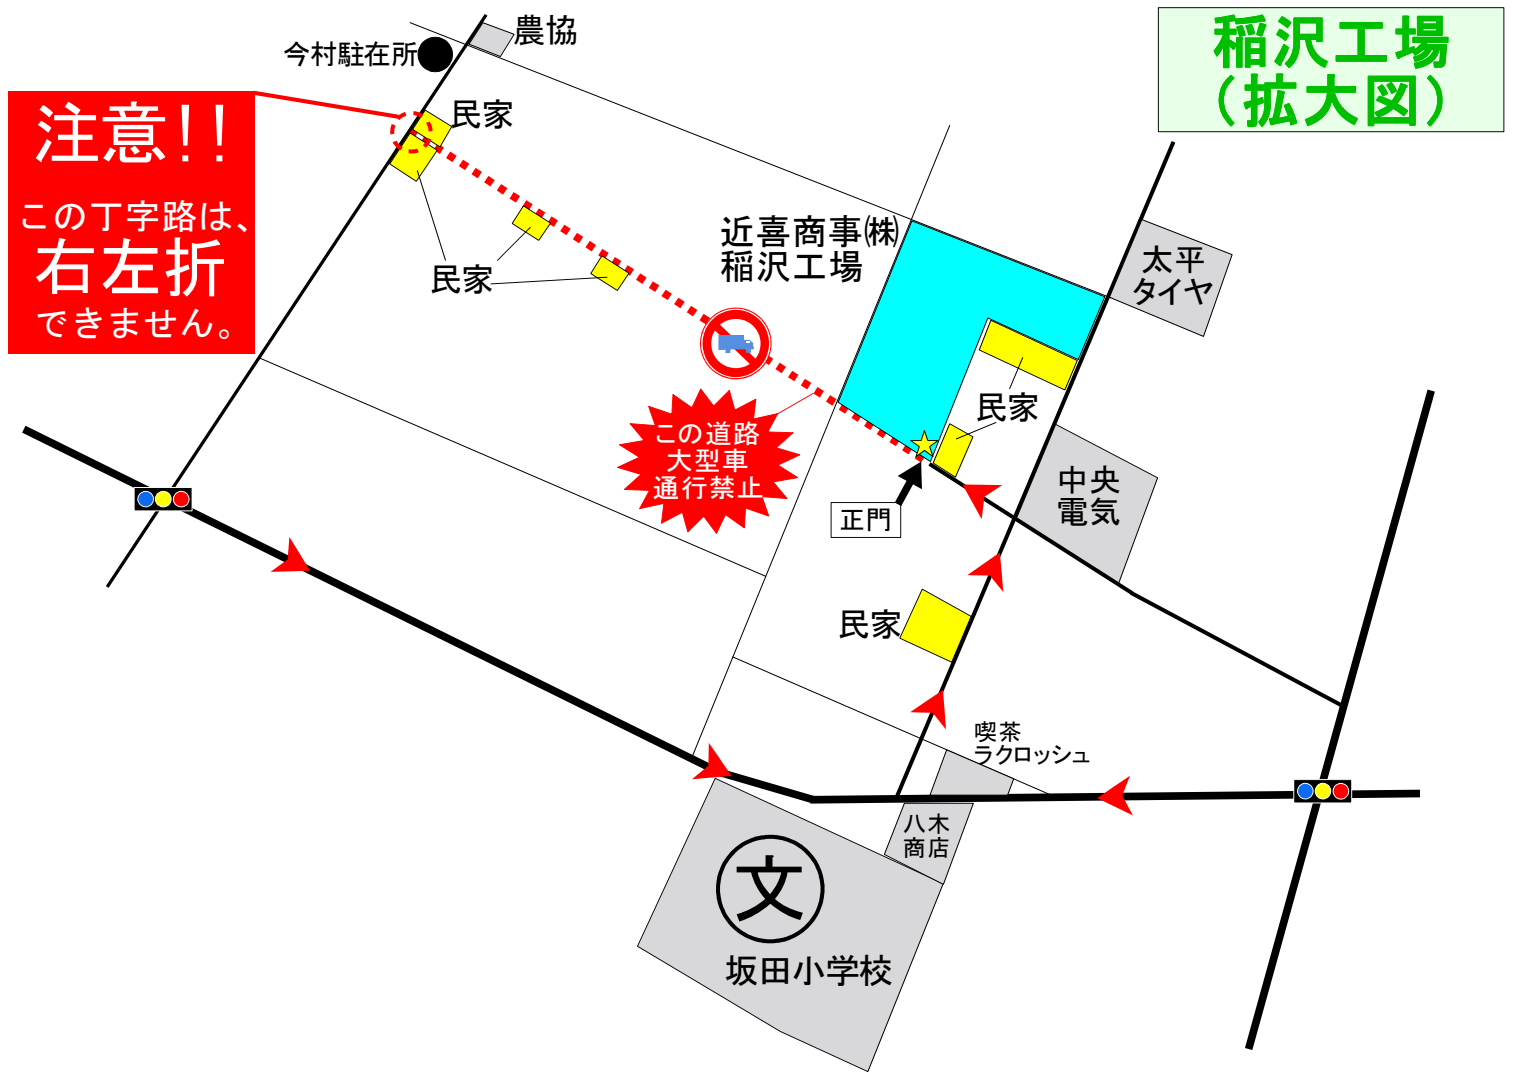 稲沢工場
（拡大図）
農協
今村駐在所
民家
注意!!
この丁字路は、
右左折
できません。
民家
近喜商事㈱
稲沢工場
太平
タイヤ
民家
この道路
大型車
通行禁止
正門
中央
電気
民家
喫茶
ラクロッシュ
八木
商店
文
坂田小学校